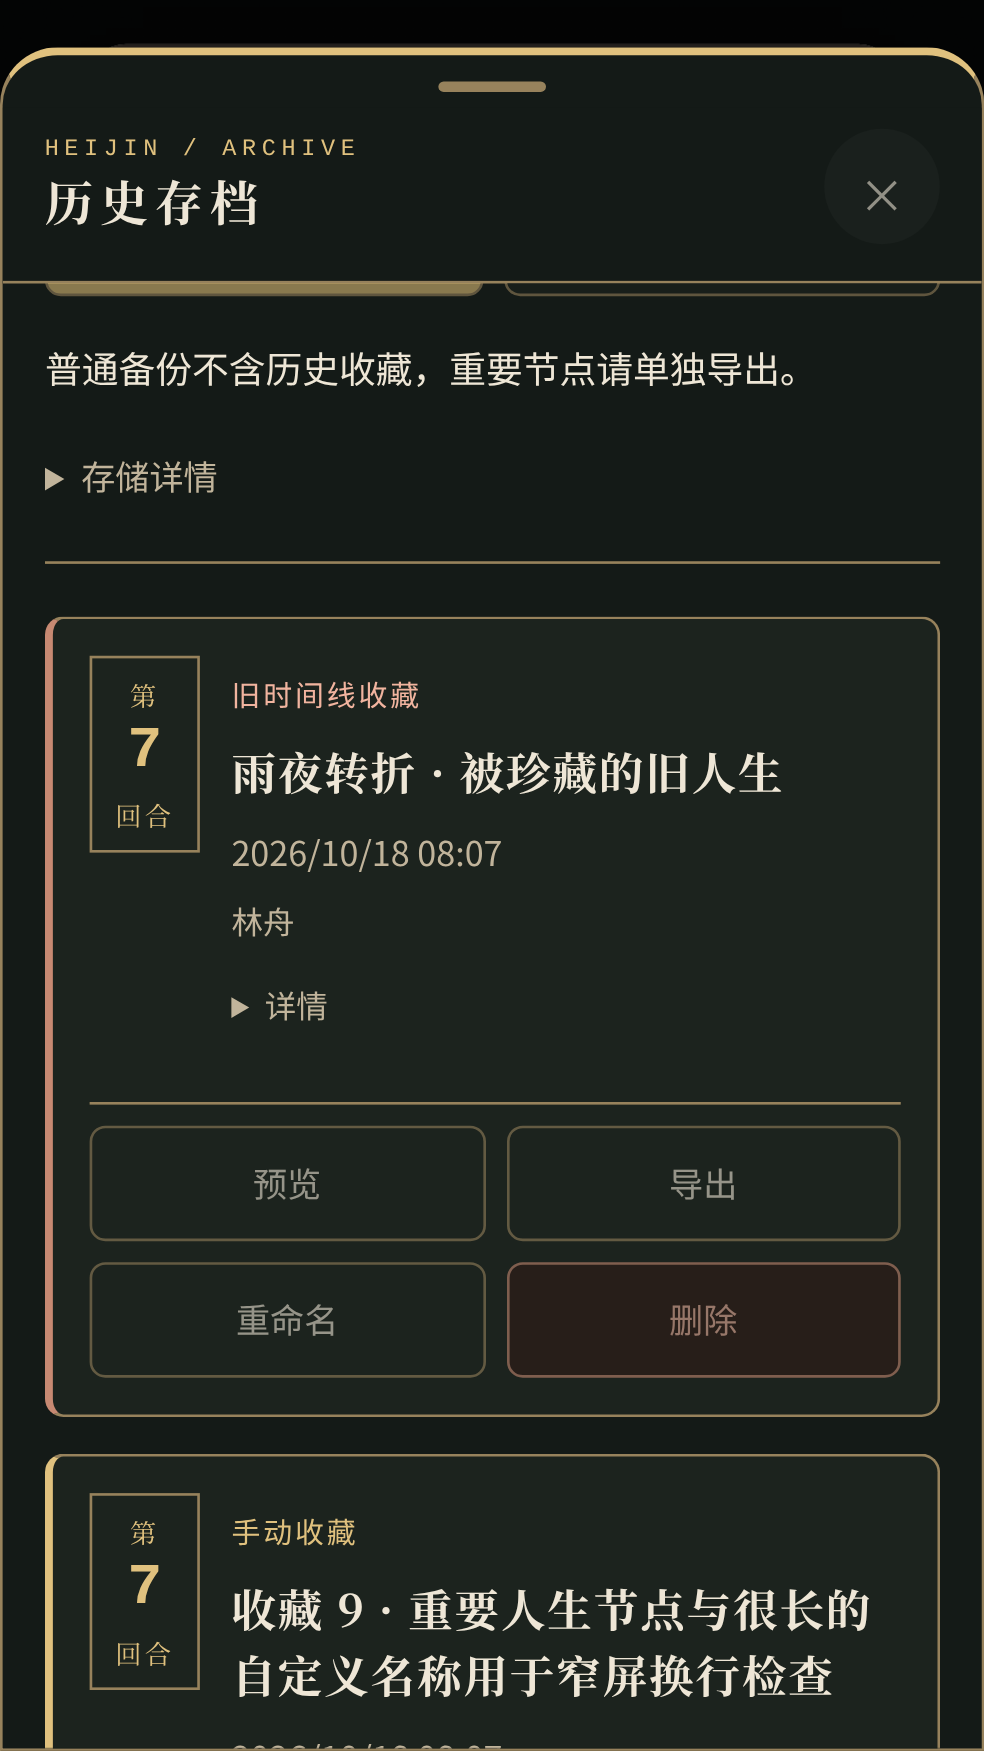 HEIJIN / ARCHIVE
历史存档
普通备份不含历史收藏，重要节点请单独导出。
▶ 存储详情
第
7
回合
旧时间线收藏
雨夜转折 · 被珍藏的旧人生
2026/10/18 08:07
林舟
▶ 详情
预览
导出
重命名
删除
第
7
回合
手动收藏
收藏 9 · 重要人生节点与很长的
自定义名称用于窄屏换行检查